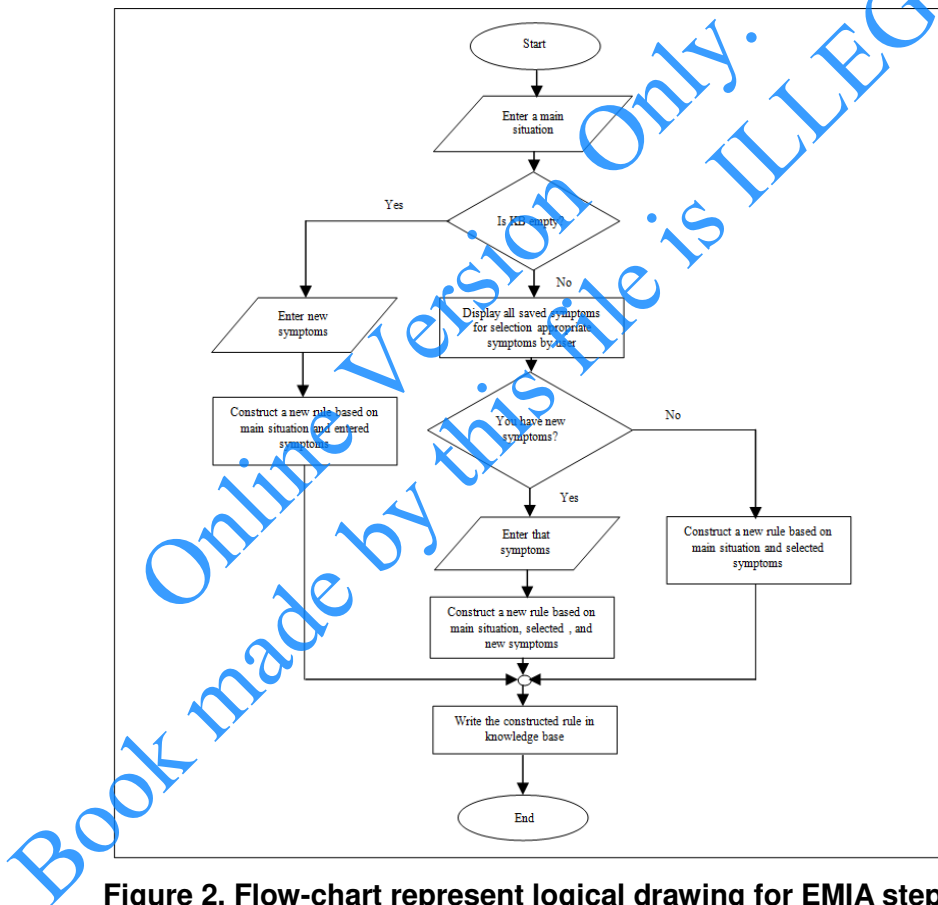 Start
Enter a main
situation
Is KB empty?
Yes
No
Enter new
symptoms
Display all saved symptoms
for selection appropriate
symptoms by user
Construct a new rule based on
main situation and entered
symptoms
You have new
symptoms?
No
Yes
Enter that
symptoms
Construct a new rule based on
main situation and selected
symptoms
Construct a new rule based on
main situation, selected , and
new symptoms
Write the constructed rule in
knowledge base
End
Figure 2. Flow-chart represent logical drawing for EMIA step
Online Version Only.
Book made by this file is ILLEG